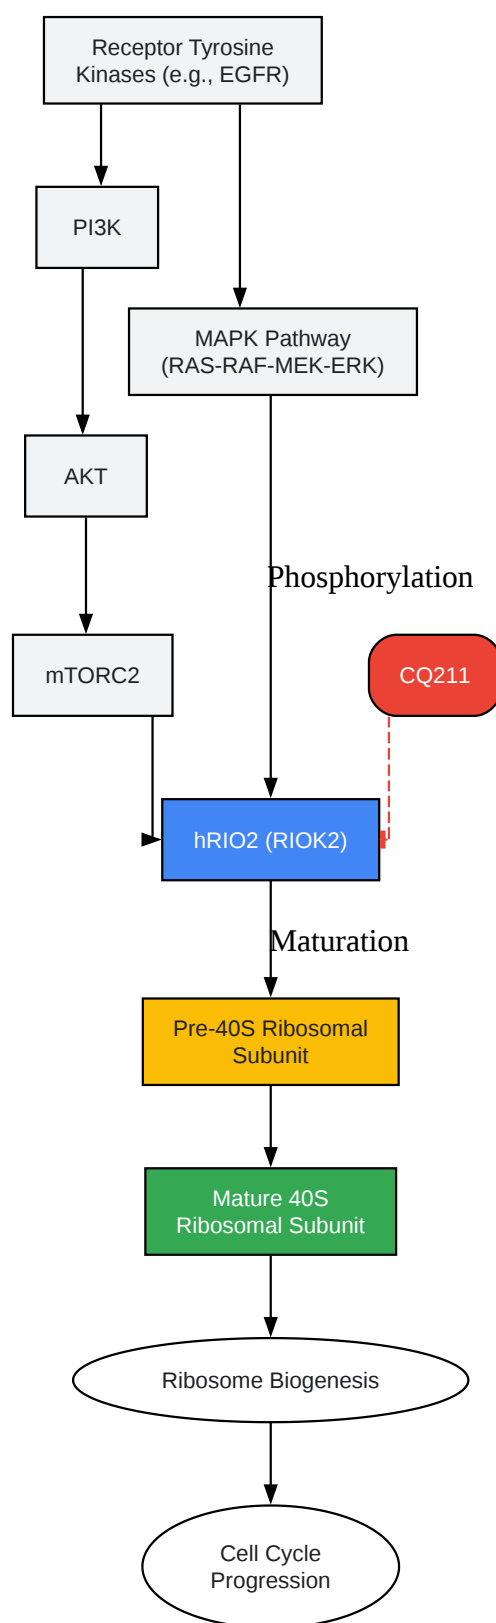 Receptor Tyrosine
Kinases (e.g., EGFR)
PI3K
MAPK Pathway
(RAS-RAF-MEK-ERK)
AKT
Phosphorylation
mTORC2
CQ211
hRIO2 (RIOK2)
Maturation
Pre-40S Ribosomal
Subunit
Mature 40S
Ribosomal Subunit
Ribosome Biogenesis
Cell Cycle
Progression